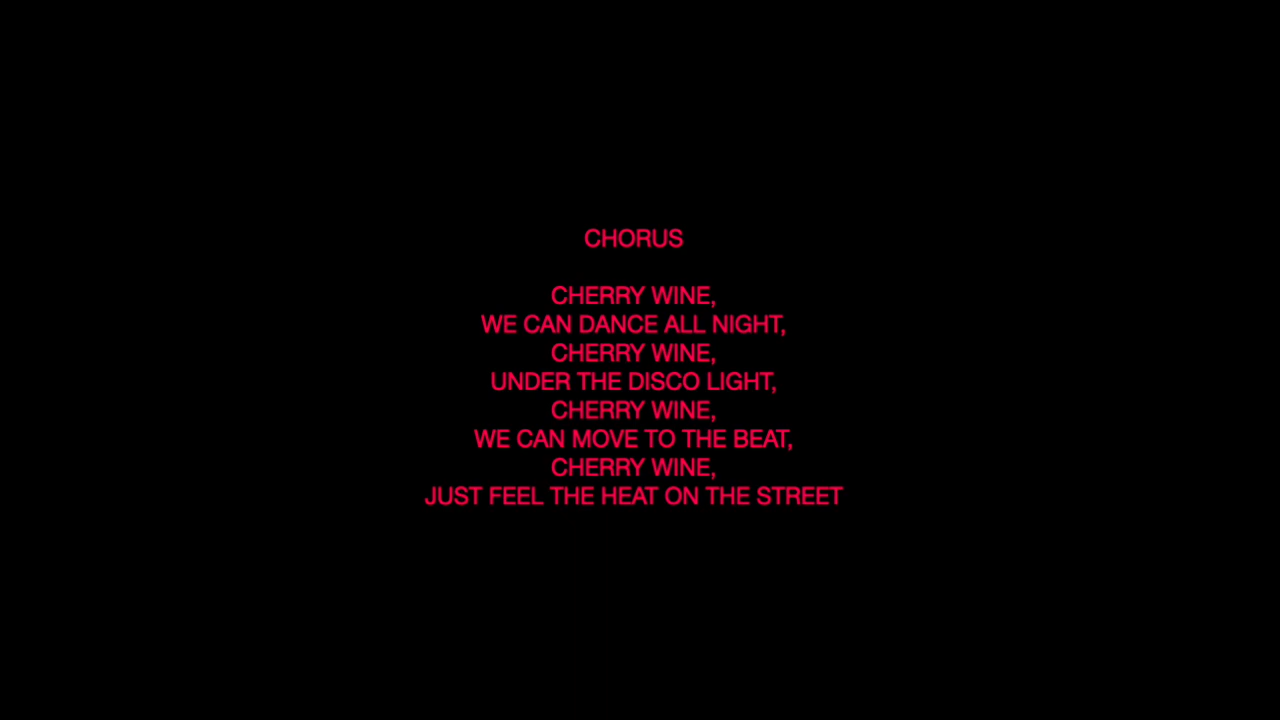 CHORUS
CHERRY WINE,
WE CAN DANCE ALL NIGHT,
CHERRY WINE,
UNDER THE DISCO LIGHT,
CHERRY WINE,
WE CAN MOVE TO THE BEAT,
CHERRY WINE,
JUST FEEL THE HEAT ON THE STREET